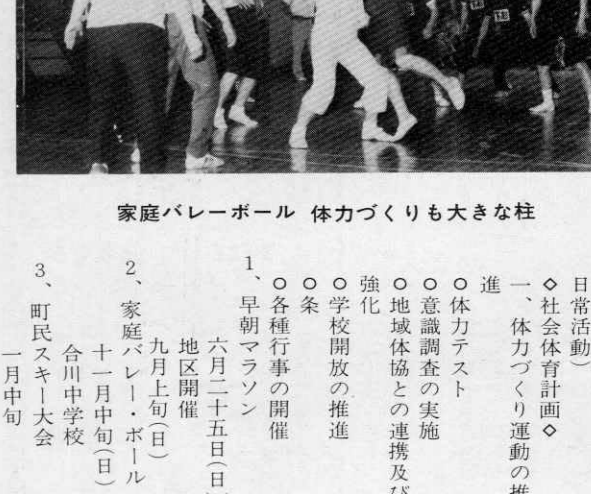 家庭バレーボール 体力づくりも大きな柱
日常活動）
◇社会体育計画◇
一、体力づくり運動の推
進
○体力テスト
○意識調査の実施
○地域体協との連携及び
強化
○学校開放の推進
○条
○各種行事の開催
1、早朝マラソン
六月二十五日（日）
地区開催
九月上旬（日）
2、家庭バレー・ボール
十一月中旬（日）
合川中学校
3、町民スキー大会
一月中旬